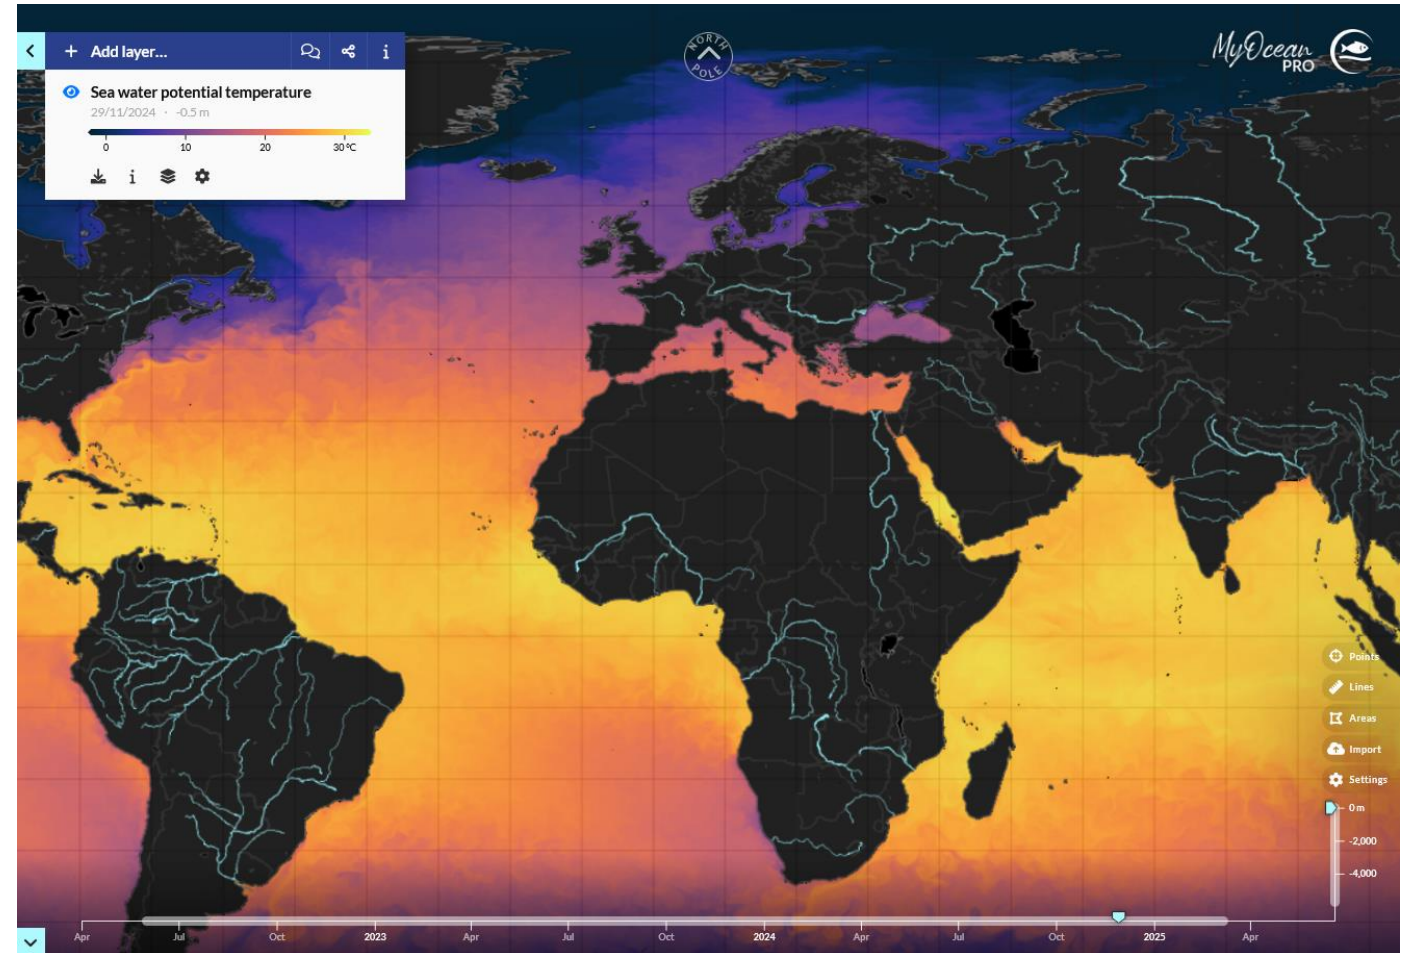 Add layer...
i
Sea water potential temperature
29/11/2024 · -0.5 m
0 10 20 30 °C
i
NORTH
POLE
MyOcean
PRO
Points
Lines
Areas
Import
Settings
0 m
-2,000
-4,000
Apr Jul Oct 2023 Apr Jul Oct 2024 Apr Jul Oct 2025 Apr